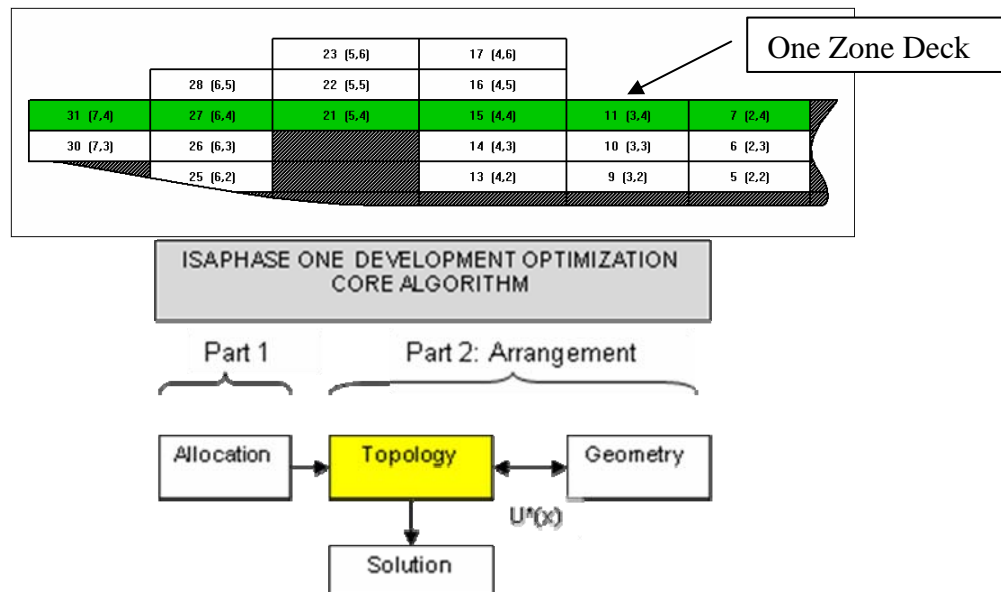 23 (5,6) 17 (4,6)
One Zone Deck
28 (6,5) 22 (5,5) 16 (4,5)
31 (7,4) 27 (6,4) 21 (5,4) 15 (4,4) 11 (3,4) 7 (2,4)
30 (7,3) 26 (6,3) 14 (4,3) 10 (3,3) 6 (2,3)
25 (6,2) 13 (4,2) 9 (3,2) 5 (2,2)
ISAPHASE ONE DEVELOPMENT OPTIMIZATION
CORE ALGORITHM
Part 1 Part 2: Arrangement
Allocation Topology Geometry
U*(x)
Solution